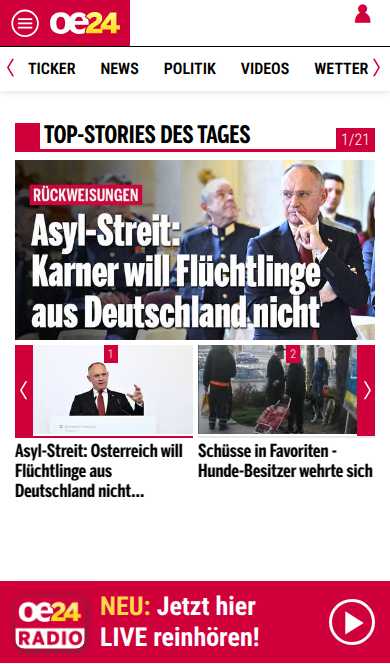 oe24
TICKER NEWS POLITIK VIDEOS WETTER
TOP-STORIES DES TAGES
1/21
RÜCKWEISUNGEN
Asyl-Streit:
Karner will Flüchtlinge
aus Deutschland nicht
1
2
Asyl-Streit: Österreich will
Flüchtlinge aus
Deutschland nicht...
Schüsse in Favoriten -
Hunde-Besitzer wehrte sich
oe24
RADIO
NEU: Jetzt hier
LIVE reinhören!